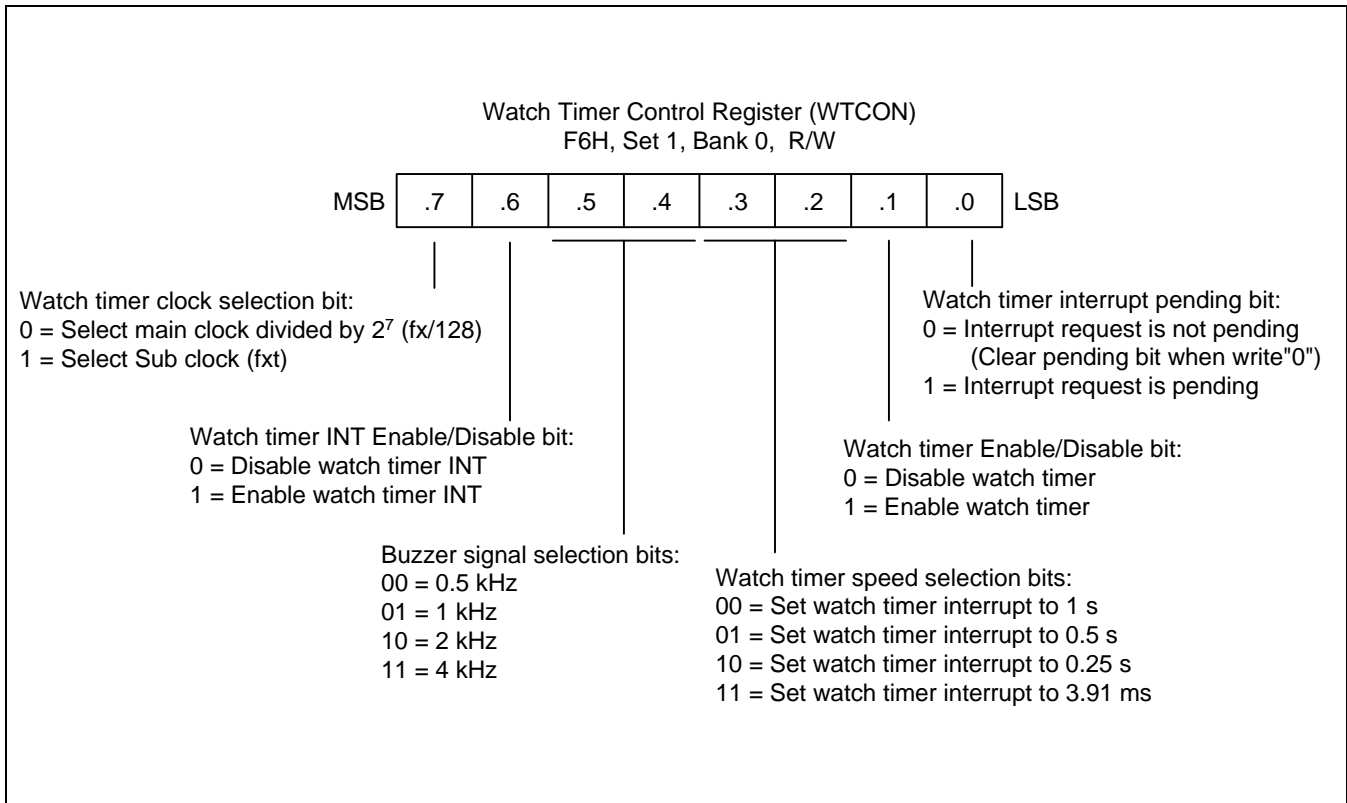 Watch Timer Control Register (WTCON)
F6H, Set 1, Bank 0, R/W
MSB .7 .6 .5 .4 .3 .2 .1 .0 LSB
Watch timer clock selection bit:
0 = Select main clock divided by 2⁷ (fx/128)
1 = Select Sub clock (fxt)
Watch timer interrupt pending bit:
0 = Interrupt request is not pending
(Clear pending bit when write"0")
1 = Interrupt request is pending
Watch timer INT Enable/Disable bit:
0 = Disable watch timer INT
1 = Enable watch timer INT
Watch timer Enable/Disable bit:
0 = Disable watch timer
1 = Enable watch timer
Buzzer signal selection bits:
00 = 0.5 kHz
01 = 1 kHz
10 = 2 kHz
11 = 4 kHz
Watch timer speed selection bits:
00 = Set watch timer interrupt to 1 s
01 = Set watch timer interrupt to 0.5 s
10 = Set watch timer interrupt to 0.25 s
11 = Set watch timer interrupt to 3.91 ms